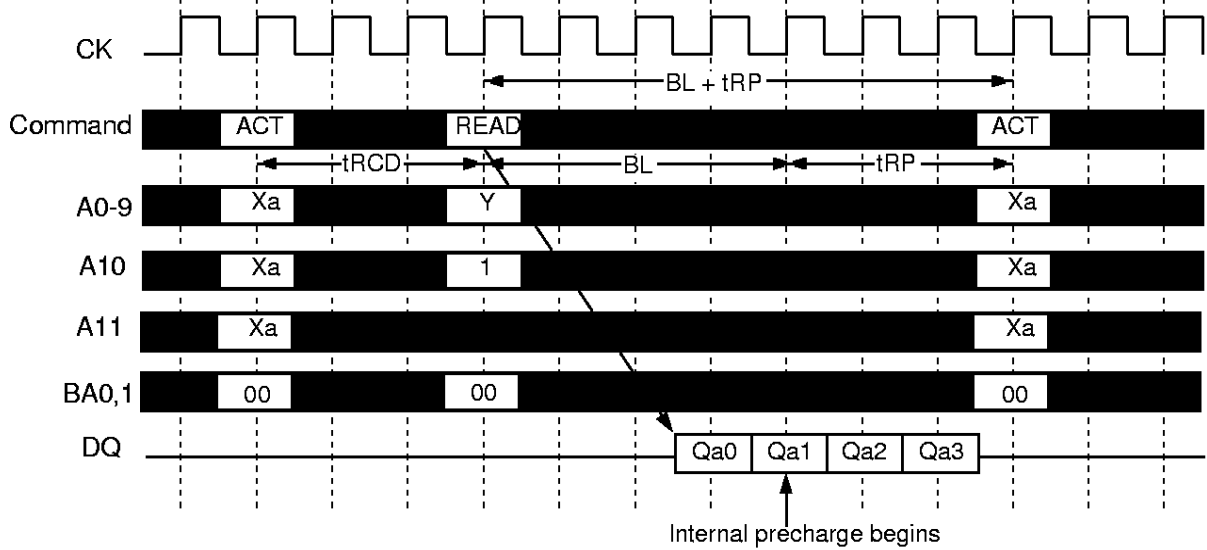 CK
BL + tRP
Command ACT READ ACT
tRCD BL tRP
A0-9 Xa Y Xa
A10 Xa 1 Xa
A11 Xa Xa
BA0,1 00 00 00
DQ Qa0 Qa1 Qa2 Qa3
Internal precharge begins